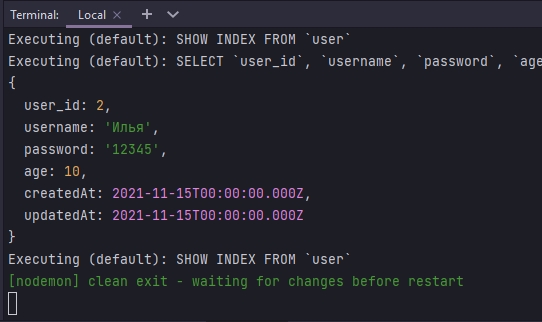 Terminal: Local × +
Executing (default): SHOW INDEX FROM `user`
Executing (default): SELECT `user_id`, `username`, `password`, `age
{
  user_id: 2,
  username: 'Илья',
  password: '12345',
  age: 10,
  createdAt: 2021-11-15T00:00:00.000Z,
  updatedAt: 2021-11-15T00:00:00.000Z
}
Executing (default): SHOW INDEX FROM `user`
[nodemon] clean exit - waiting for changes before restart